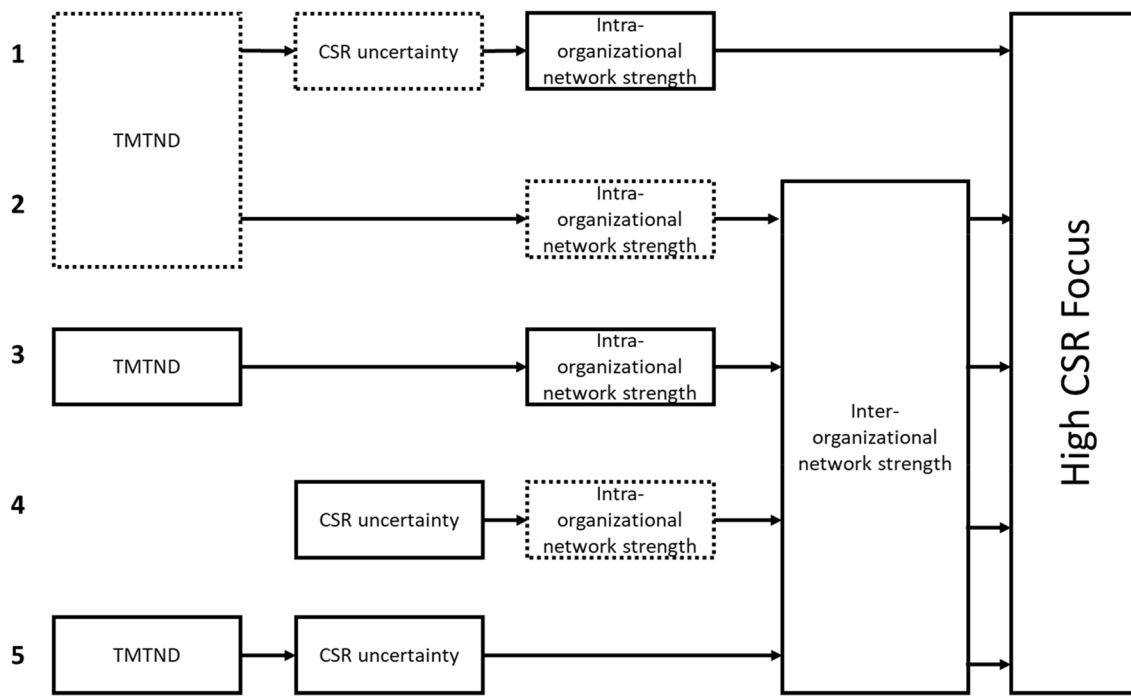 1
TMTND
CSR uncertainty
Intra-
organizational
network strength
2
Intra-
organizational
network strength
3
TMTND
Intra-
organizational
network strength
Inter-
organizational
network strength
High CSR Focus
4
CSR uncertainty
Intra-
organizational
network strength
5
TMTND
CSR uncertainty